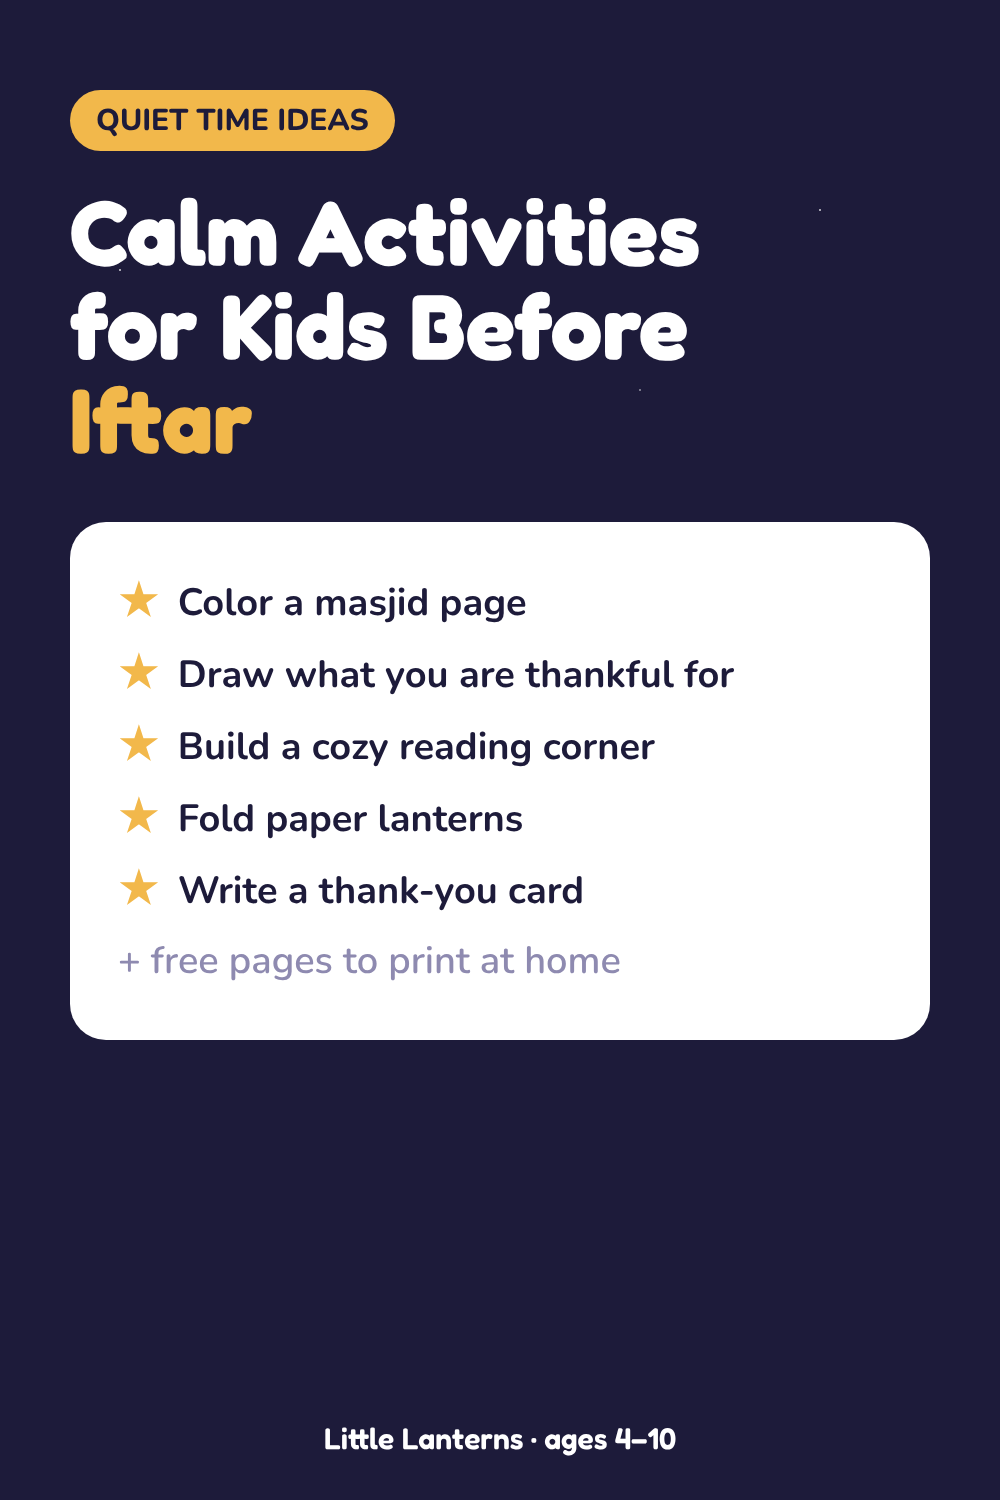 QUIET TIME IDEAS
Calm Activities
for Kids Before
Iftar
★ Color a masjid page
★ Draw what you are thankful for
★ Build a cozy reading corner
★ Fold paper lanterns
★ Write a thank-you card
+ free pages to print at home
Little Lanterns · ages 4–10